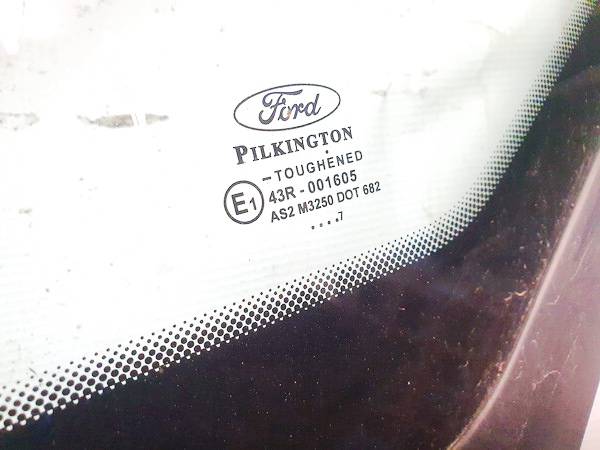 Ford
PILKINGTON
TOUGHENED
E1 43R - 001605
AS2 M3250 DOT 682
....7